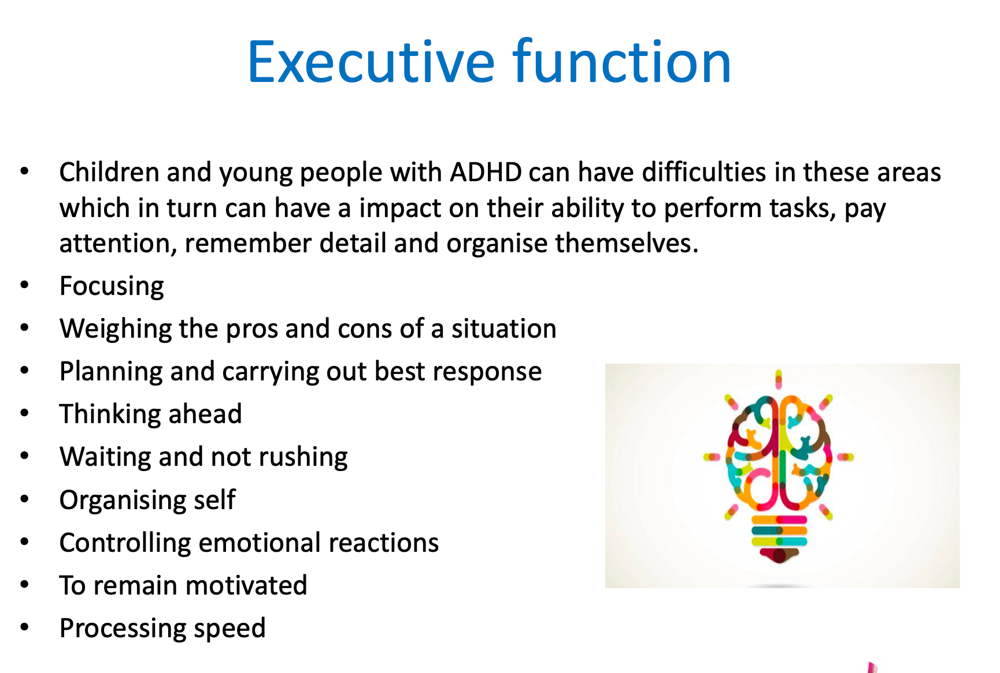 Executive function
• Children and young people with ADHD can have difficulties in these areas
which in turn can have a impact on their ability to perform tasks, pay
attention, remember detail and organise themselves.
• Focusing
• Weighing the pros and cons of a situation
• Planning and carrying out best response
• Thinking ahead
• Waiting and not rushing
• Organising self
• Controlling emotional reactions
• To remain motivated
• Processing speed